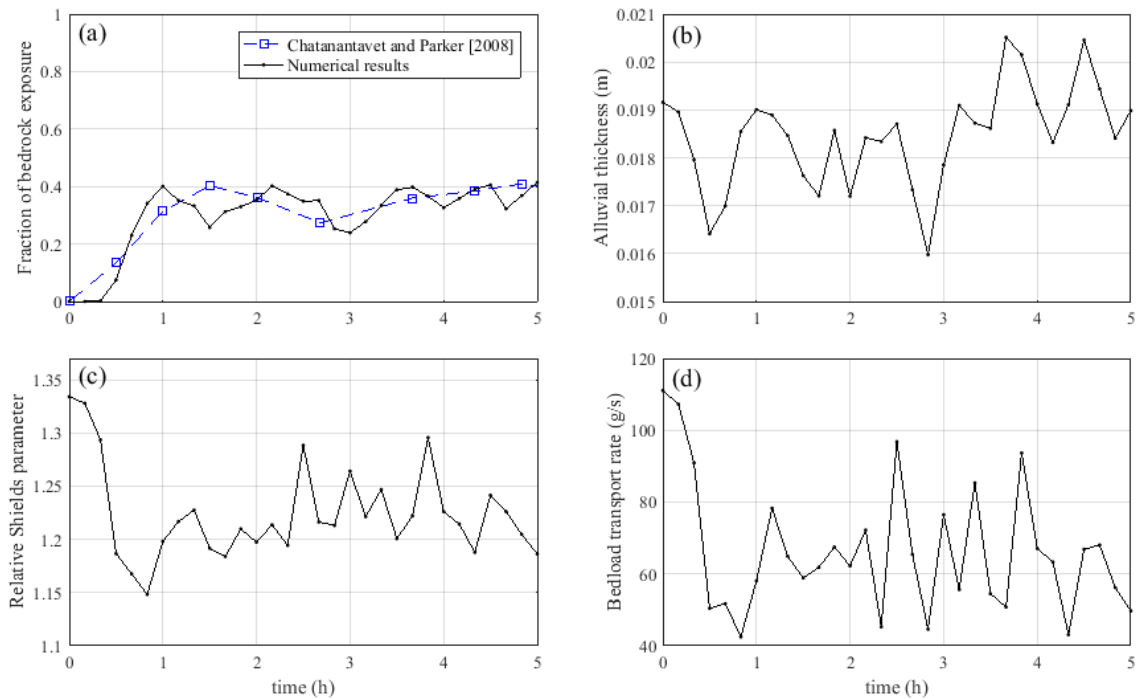 (a)
Chatanantavet and Parker [2008]
Numerical results
Fraction of bedrock exposure
1
0.8
0.6
0.4
0.2
0
0 1 2 3 4 5
(b)
Alluvial thickness (m)
0.021
0.02
0.019
0.018
0.017
0.016
0.015
0 1 2 3 4 5
(c)
Relative Shields parameter
1.35
1.3
1.25
1.2
1.15
1.1
0 1 2 3 4 5
time (h)
(d)
Bedload transport rate (g/s)
120
100
80
60
40
0 1 2 3 4 5
time (h)